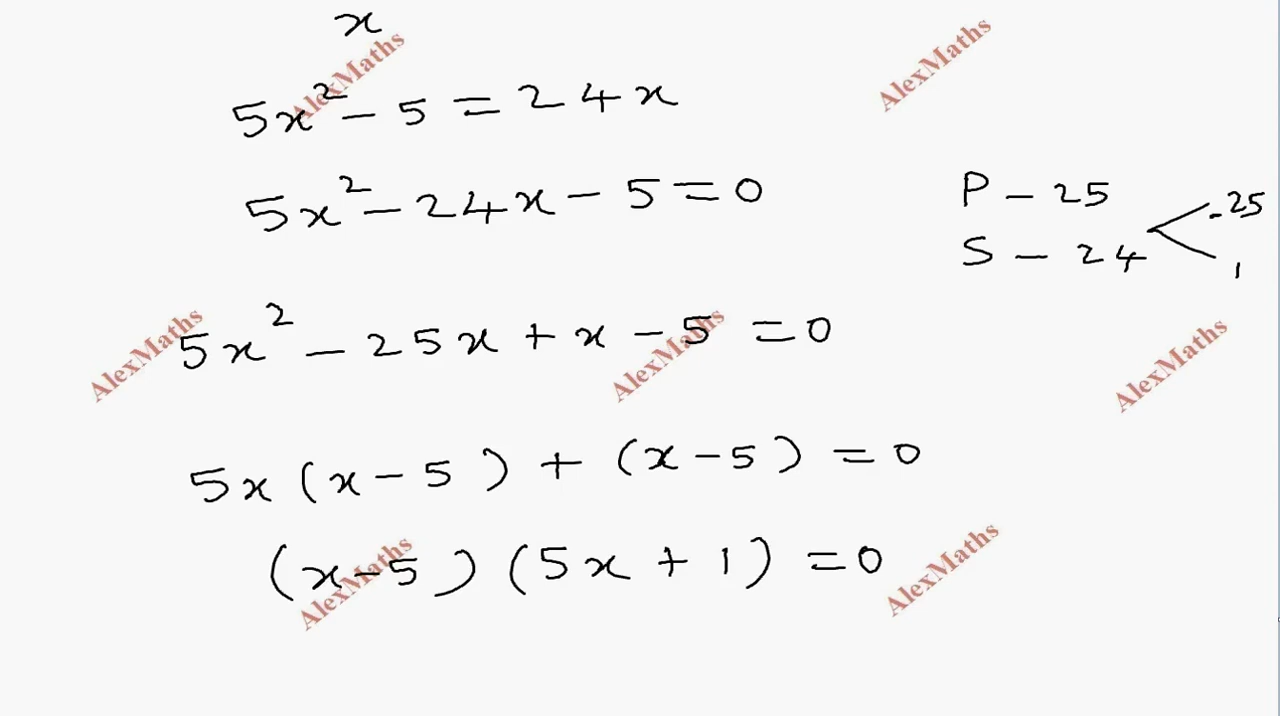 x
5x² - 5 = 24x
5x² - 24x - 5 = 0
P - 25
S - 24
-25
1
5x² - 25x + x - 5 = 0
5x (x - 5) + (x - 5) = 0
(x - 5) (5x + 1) = 0
AlexMaths
AlexMaths
AlexMaths
AlexMaths
AlexMaths
AlexMaths
AlexMaths